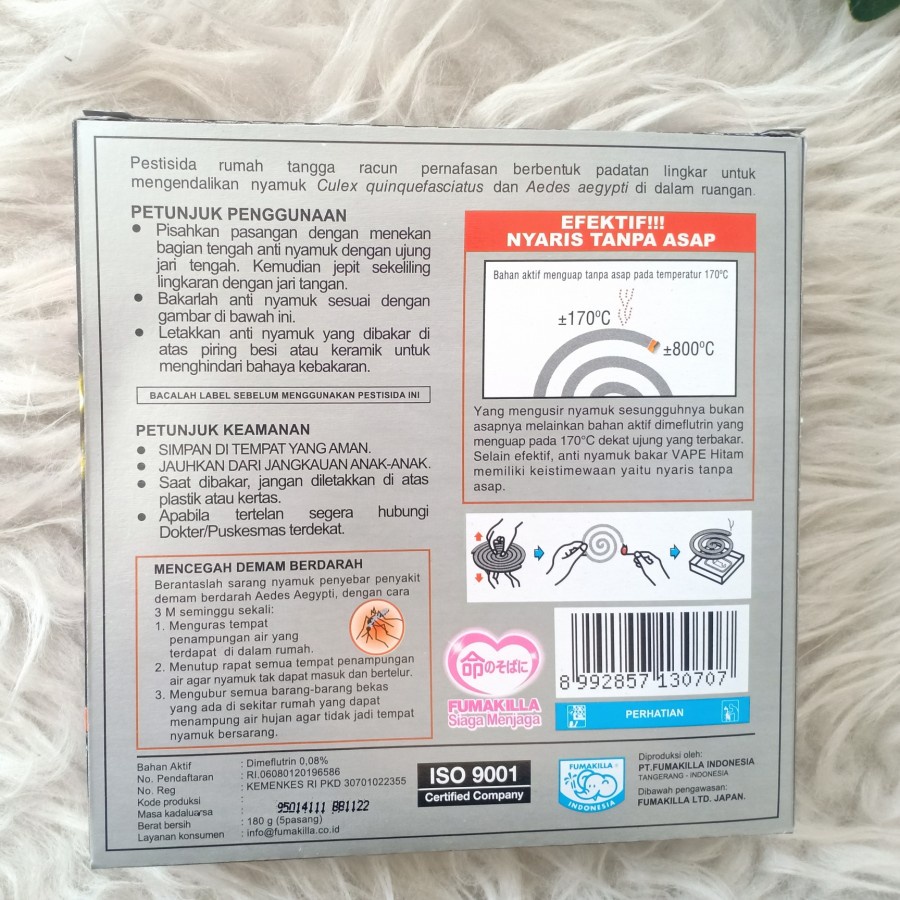 Pestisida rumah tangga racun pernafasan berbentuk padatan lingkar untuk
mengendalikan nyamuk Culex quinquefasciatus dan Aedes aegypti di dalam ruangan.
PETUNJUK PENGGUNAAN
• Pisahkan pasangan dengan menekan
bagian tengah anti nyamuk dengan ujung
jari tengah. Kemudian jepit sekeliling
lingkaran dengan jari tangan.
• Bakarlah anti nyamuk sesuai dengan
gambar di bawah ini.
• Letakkan anti nyamuk yang dibakar di
atas piring besi atau keramik untuk
menghindari bahaya kebakaran.
BACALAH LABEL SEBELUM MENGGUNAKAN PESTISIDA INI
PETUNJUK KEAMANAN
• SIMPAN DI TEMPAT YANG AMAN.
• JAUHKAN DARI JANGKAUAN ANAK-ANAK.
• Saat dibakar, jangan diletakkan di atas
plastik atau kertas.
• Apabila tertelan segera hubungi
Dokter/Puskesmas terdekat.
MENCEGAH DEMAM BERDARAH
Berantaslah sarang nyamuk penyebar penyakit
demam berdarah Aedes Aegypti, dengan cara
3 M seminggu sekali:
1. Menguras tempat
penampungan air yang
terdapat di dalam rumah.
2. Menutup rapat semua tempat penampungan
air agar nyamuk tak dapat masuk dan bertelur.
3. Mengubur semua barang-barang bekas
yang ada di sekitar rumah yang dapat
menampung air hujan agar tidak jadi tempat
nyamuk bersarang.
EFEKTIF!!!
NYARIS TANPA ASAP
Bahan aktif menguap tanpa asap pada temperatur 170ºC
±170ºC
±800ºC
Yang mengusir nyamuk sesungguhnya bukan
asapnya melainkan bahan aktif dimeflutrin yang
menguap pada 170°C dekat ujung yang terbakar.
Selain efektif, anti nyamuk bakar VAPE Hitam
memiliki keistimewaan yaitu nyaris tanpa
asap.
命のそばに
FUMAKILLA
Siaga Menjaga
8 992857 130707
PERHATIAN
Bahan Aktif : Dimeflutrin 0,08%
No. Pendaftaran : RI.06080120196586
No. Reg : KEMENKES RI PKD 30701022355
Kode produksi :
Masa kadaluarsa : 95014111 BB1122
Berat bersih : 180 g (5pasang)
Layanan konsumen : info@fumakilla.co.id
ISO 9001
Certified Company
FUMAKILLA
INDONESIA
Diproduksi oleh:
PT.FUMAKILLA INDONESIA
TANGERANG - INDONESIA
Dibawah pengawasan:
FUMAKILLA LTD. JAPAN.